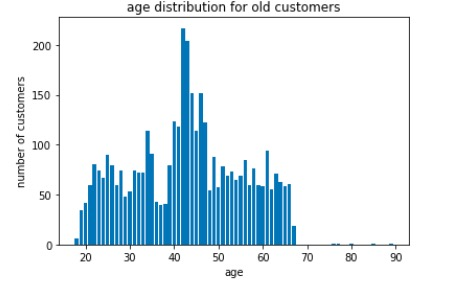 age distribution for old customers
number of customers
200
150
100
50
0
20 30 40 50 60 70 80 90
age